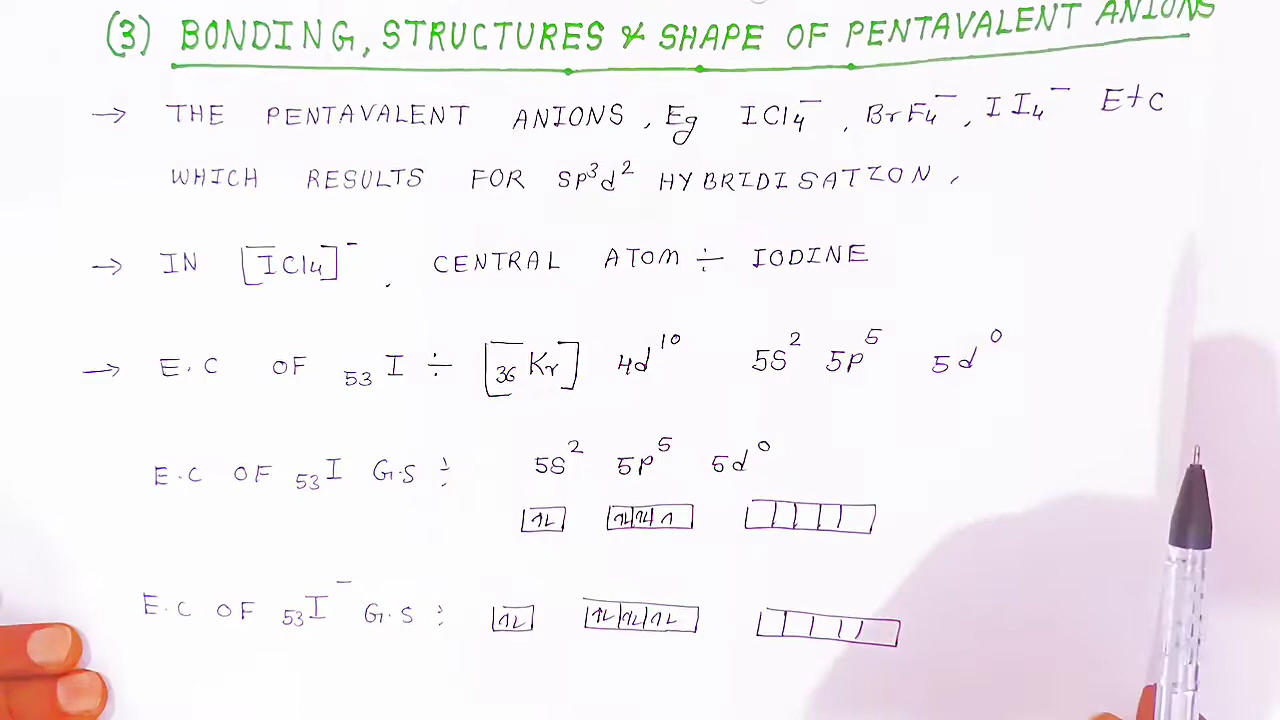 (3) BONDING, STRUCTURES & SHAPE OF PENTAVALENT ANIONS
→ THE PENTAVALENT ANIONS, Eg ICl₄⁻, BrF₄⁻, II₄⁻ Etc
WHICH RESULTS FOR SP³d² HYBRIDISATION,
→ IN [ICl₄]⁻, CENTRAL ATOM ÷ IODINE
→ E.C OF ₅₃I ÷ [₃₆Kr] 4d¹⁰ 5S² 5P⁵ 5d⁰
E.C OF ₅₃I G.S ÷ 5S² 5P⁵ 5d⁰
↿⇂ ↿⇂ ↿⇂ ↿
E.C OF ₅₃I⁻ G.S : ↿⇂ ↿⇂ ↿⇂ ↿⇂